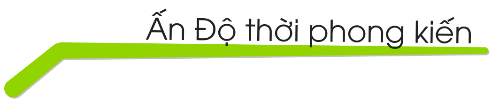 Ấn Độ thời phong kiến